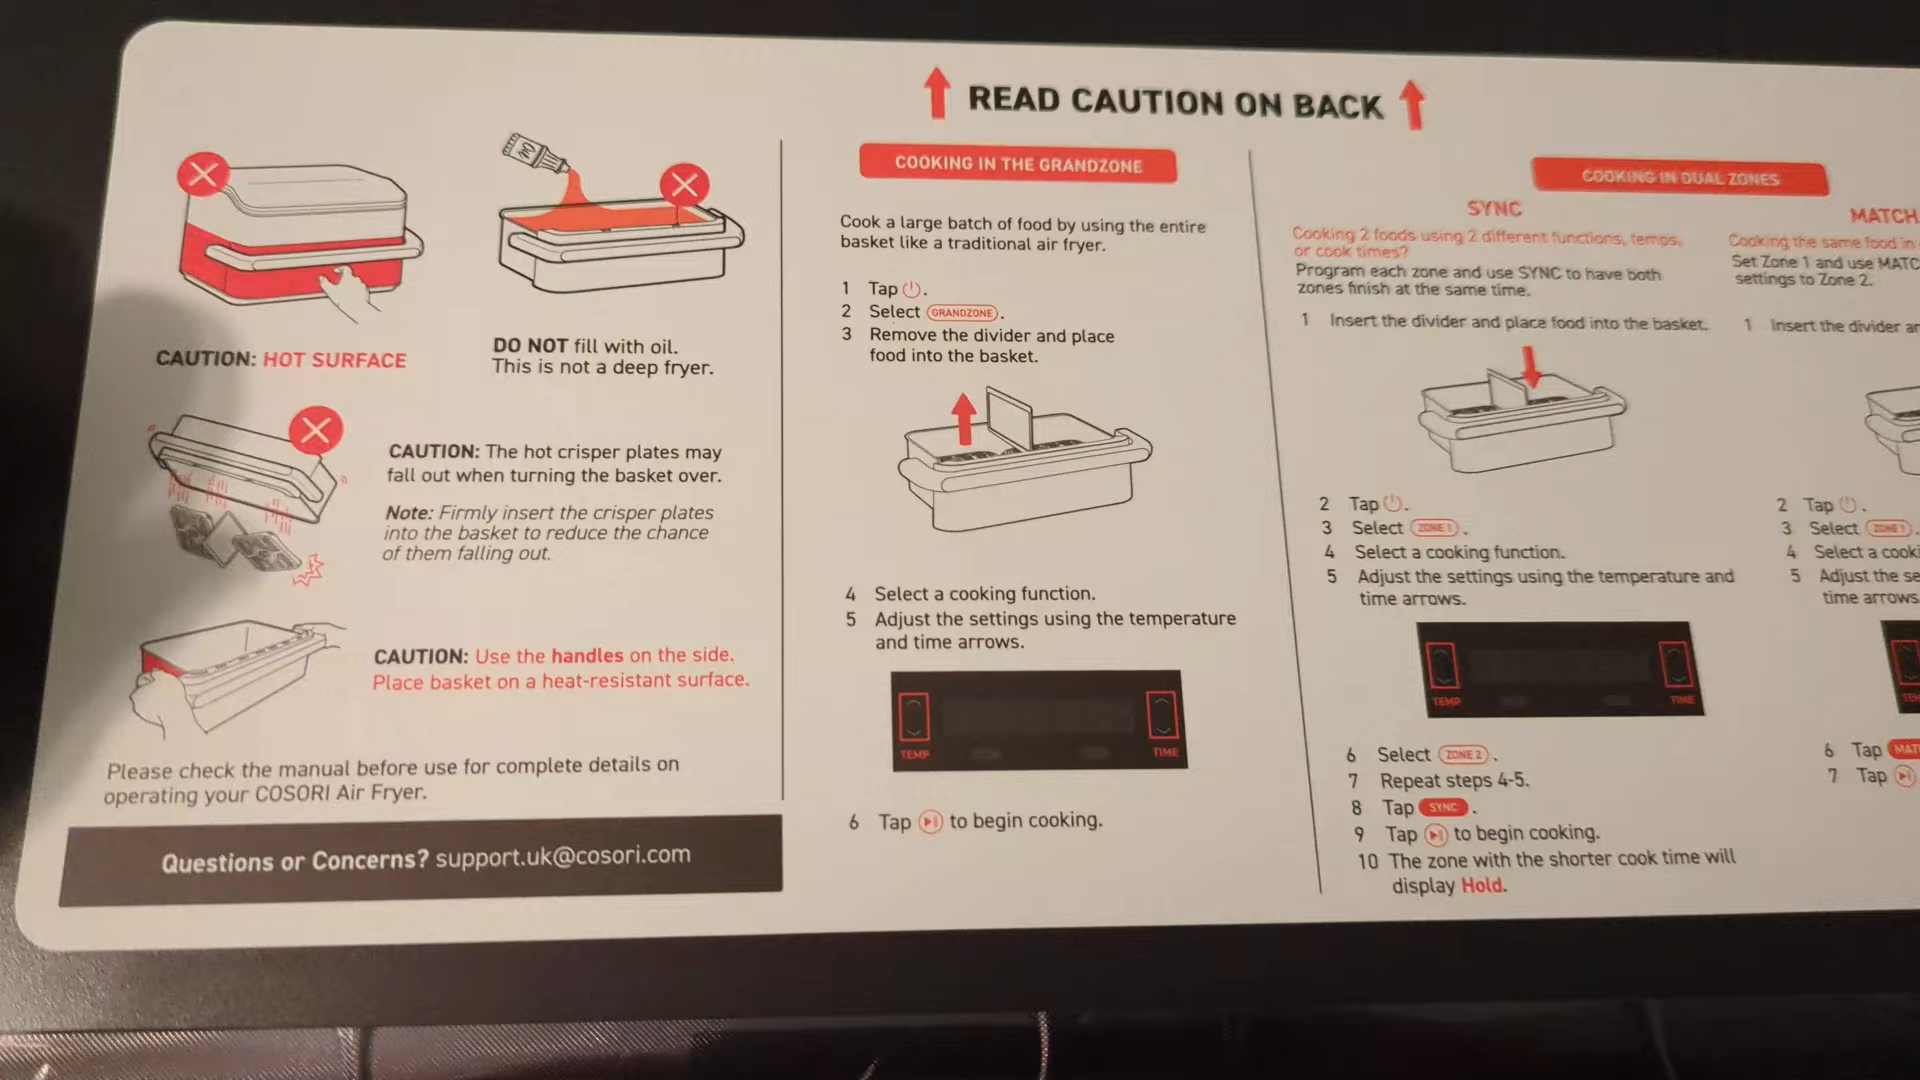 READ CAUTION ON BACK
CAUTION: HOT SURFACE
Oil
DO NOT fill with oil.
This is not a deep fryer.
CAUTION: The hot crisper plates may
fall out when turning the basket over.
Note: Firmly insert the crisper plates
into the basket to reduce the chance
of them falling out.
CAUTION: Use the handles on the side.
Place basket on a heat-resistant surface.
Please check the manual before use for complete details on
operating your COSORI Air Fryer.
Questions or Concerns? support.uk@cosori.com
COOKING IN THE GRANDZONE
Cook a large batch of food by using the entire
basket like a traditional air fryer.
1 Tap .
2 Select GRANDZONE .
3 Remove the divider and place
food into the basket.
4 Select a cooking function.
5 Adjust the settings using the temperature
and time arrows.
TEMP TIME
6 Tap to begin cooking.
COOKING IN DUAL ZONES
SYNC
Cooking 2 foods using 2 different functions, temps,
or cook times?
Program each zone and use SYNC to have both
zones finish at the same time.
1 Insert the divider and place food into the basket.
2 Tap .
3 Select ZONE 1 .
4 Select a cooking function.
5 Adjust the settings using the temperature and
time arrows.
TEMP TIME
6 Select ZONE 2 .
7 Repeat steps 4-5.
8 Tap SYNC .
9 Tap to begin cooking.
10 The zone with the shorter cook time will
display Hold.
MATCH
Cooking the same food in
Set Zone 1 and use MATC
settings to Zone 2.
1 Insert the divider an
2 Tap .
3 Select ZONE 1 .
4 Select a cooki
5 Adjust the se
time arrows
6 Tap MAT
7 Tap